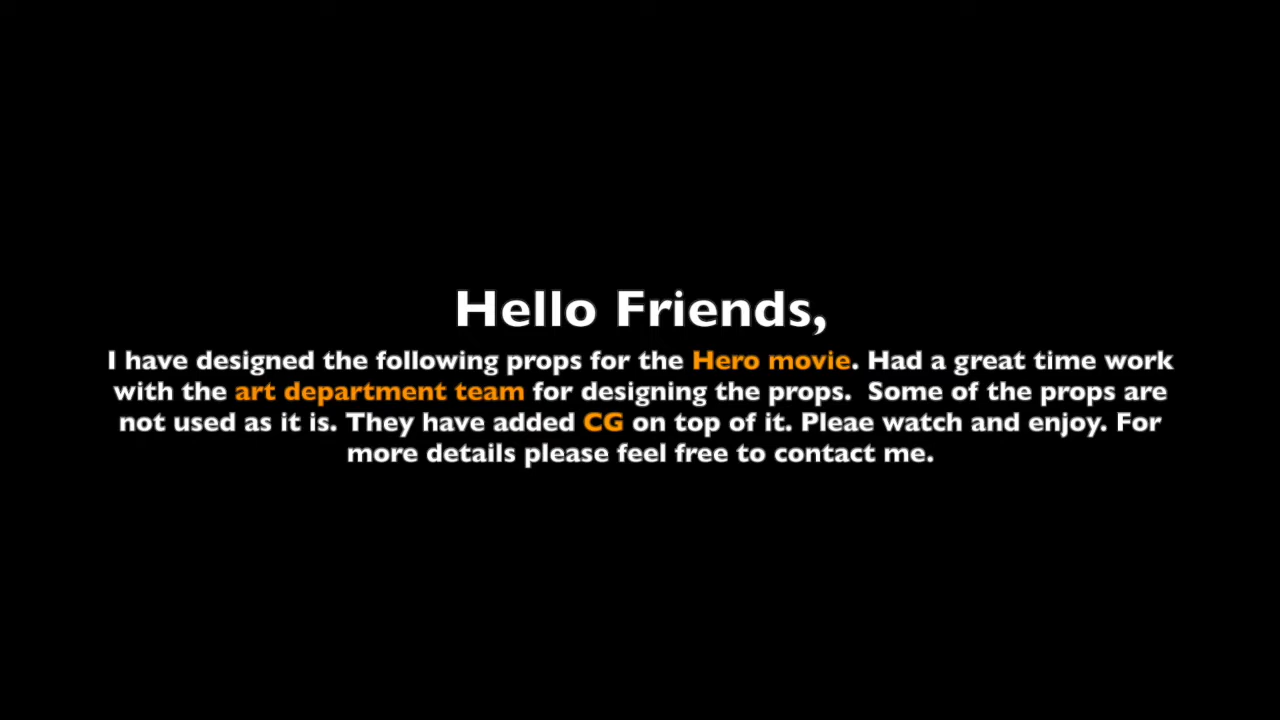 Hello Friends,
I have designed the following props for the Hero movie. Had a great time work
with the art department team for designing the props.  Some of the props are
not used as it is. They have added CG on top of it. Pleae watch and enjoy. For
more details please feel free to contact me.